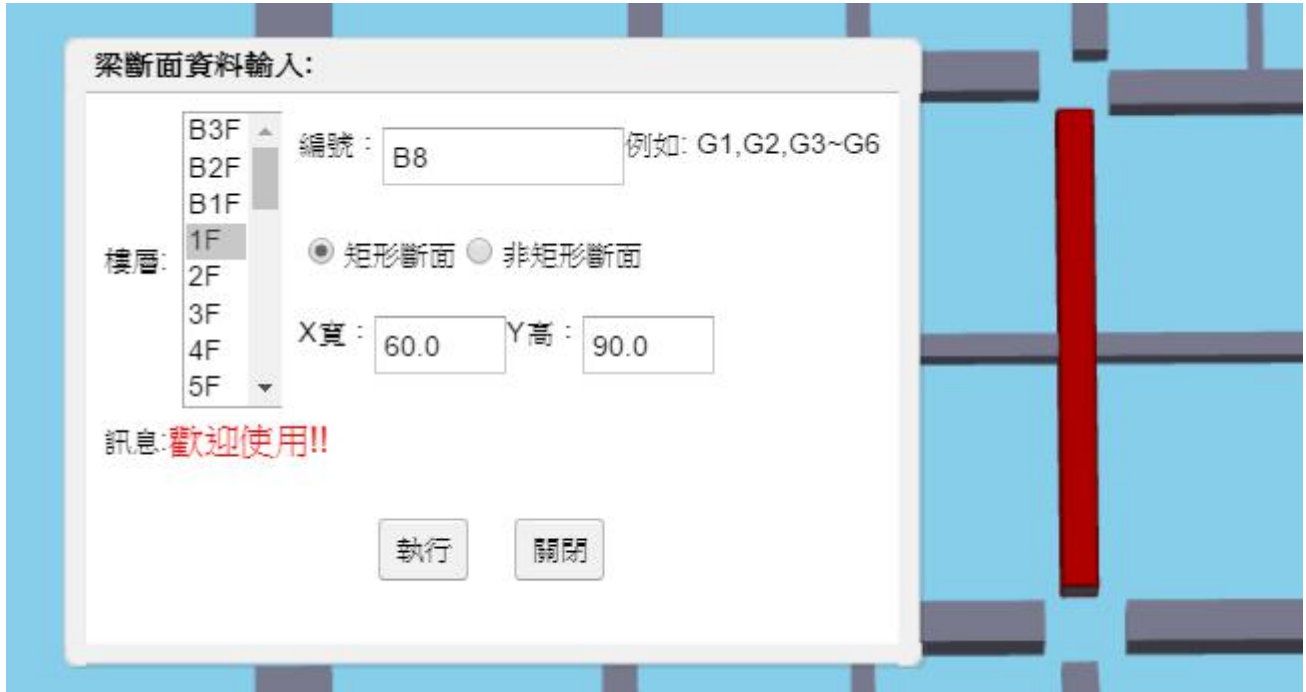 梁斷面資料輸入:
樓層:
B3F
B2F
B1F
1F
2F
3F
4F
5F
編號：B8 例如: G1,G2,G3~G6
矩形斷面 非矩形斷面
X寬：60.0 Y高：90.0
訊息:歡迎使用!!
執行 關閉